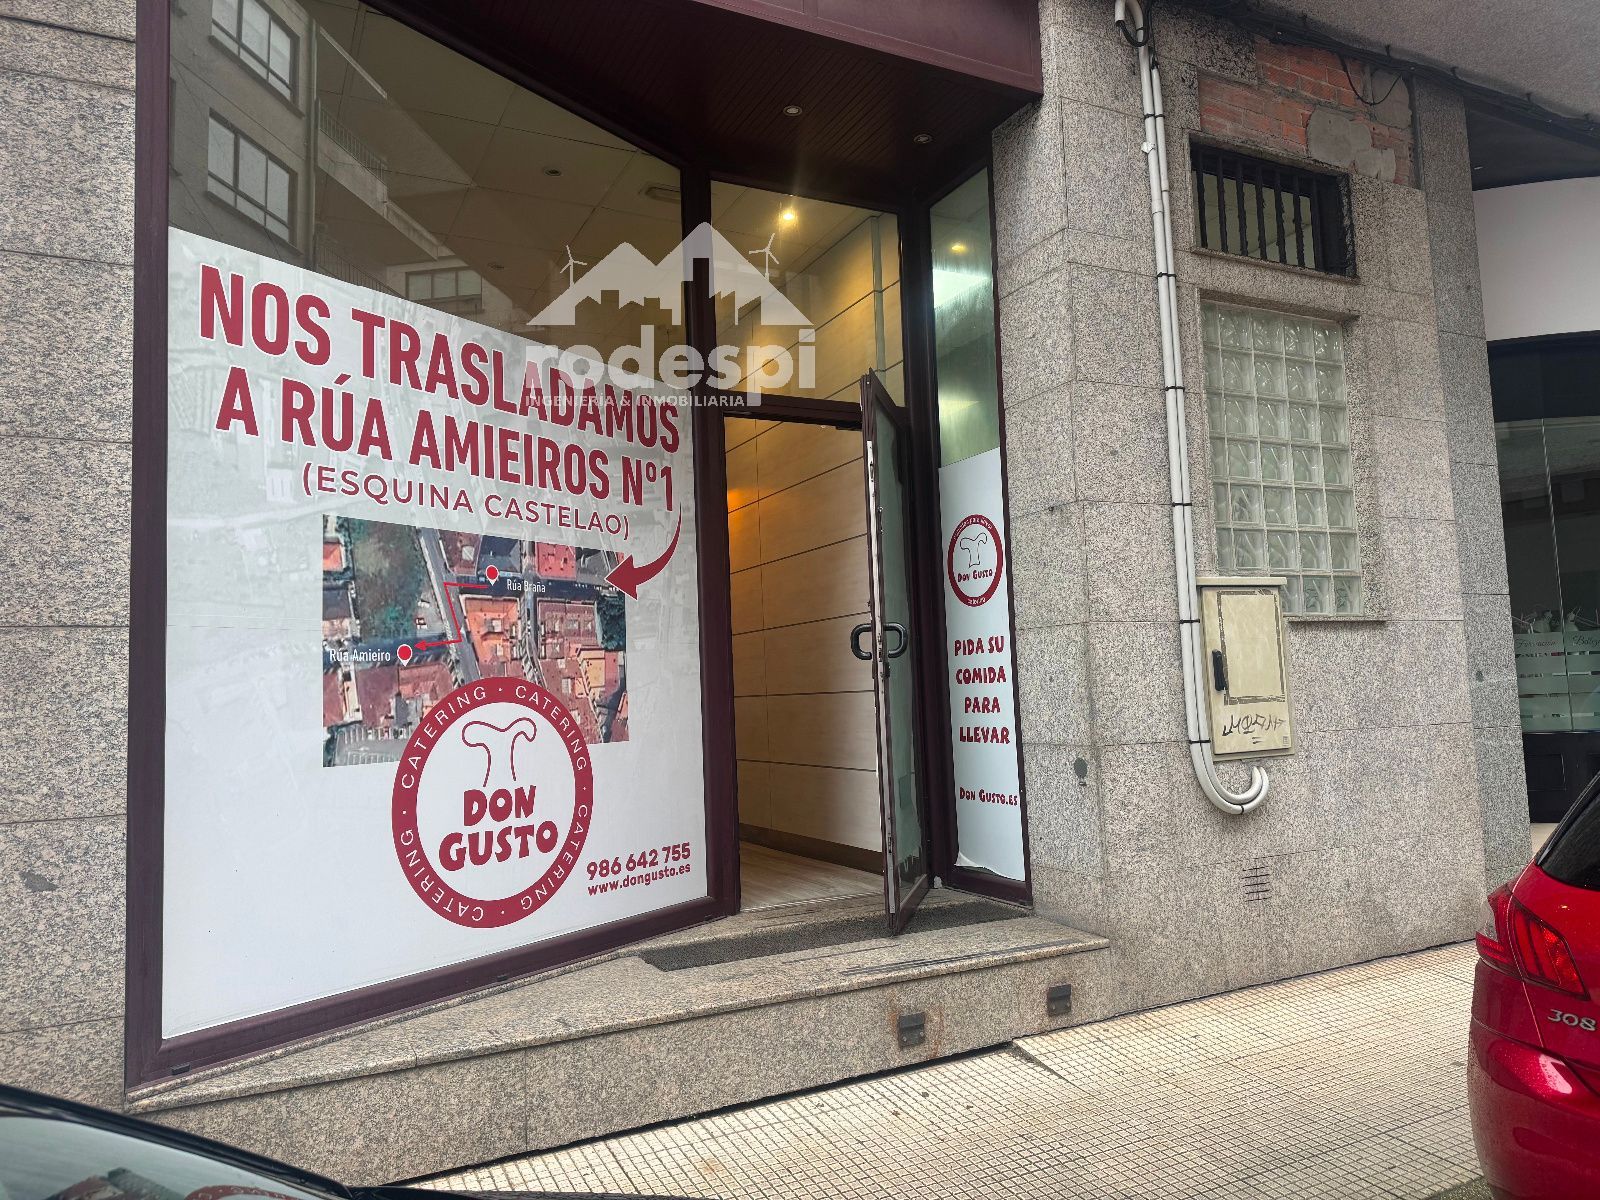 NOS TRASLADAMOS
A RÚA AMIEIROS Nº1
(ESQUINA CASTELAO)
Rúa Braña
Rúa Amieiro
CATERING · CATERING · CATERING · CATERING ·
DON
GUSTO
986 642 755
www.dongusto.es
rodespi
INGENIERIA & INMOBILIARIA
DON GUSTO
PIDA SU
COMIDA
PARA
LLEVAR
DON GUSTO.ES
308